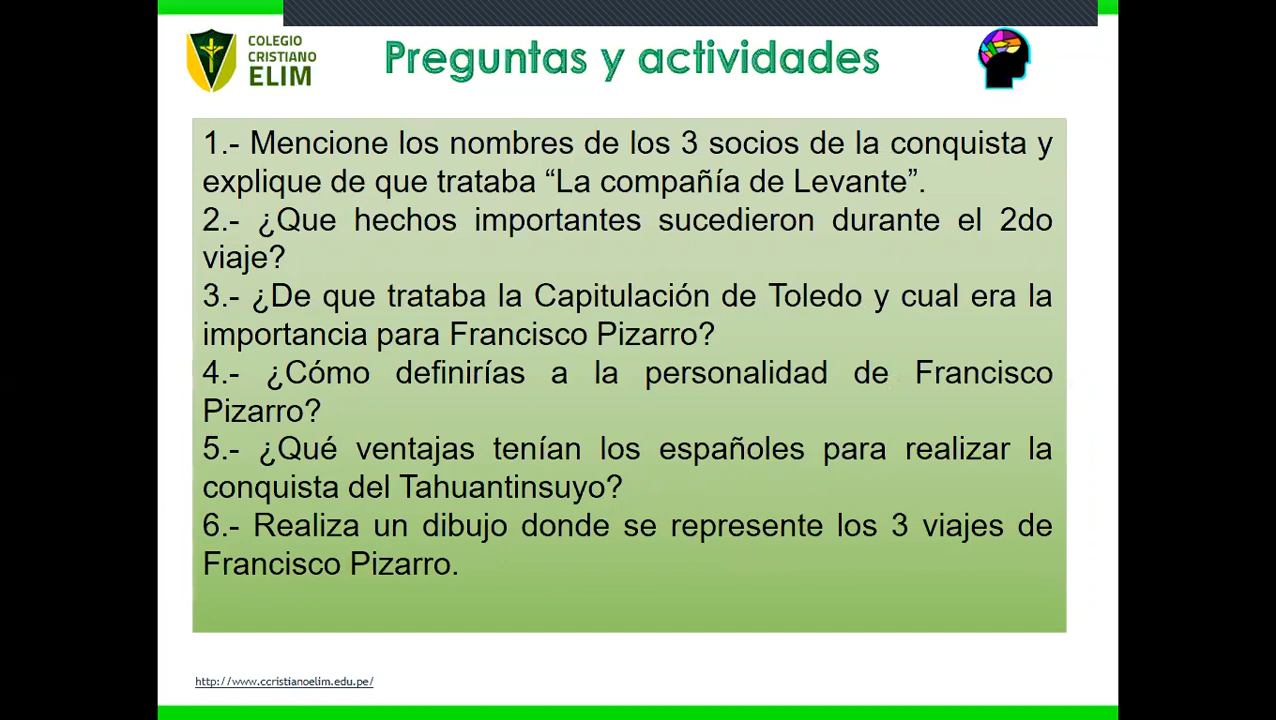 COLEGIO
CRISTIANO
ELIM
Preguntas y actividades
1.- Mencione los nombres de los 3 socios de la conquista y
explique de que trataba “La compañía de Levante”.
2.- ¿Que hechos importantes sucedieron durante el 2do
viaje?
3.- ¿De que trataba la Capitulación de Toledo y cual era la
importancia para Francisco Pizarro?
4.- ¿Cómo definirías a la personalidad de Francisco
Pizarro?
5.- ¿Qué ventajas tenían los españoles para realizar la
conquista del Tahuantinsuyo?
6.- Realiza un dibujo donde se represente los 3 viajes de
Francisco Pizarro.
http://www.ccristianoelim.edu.pe/